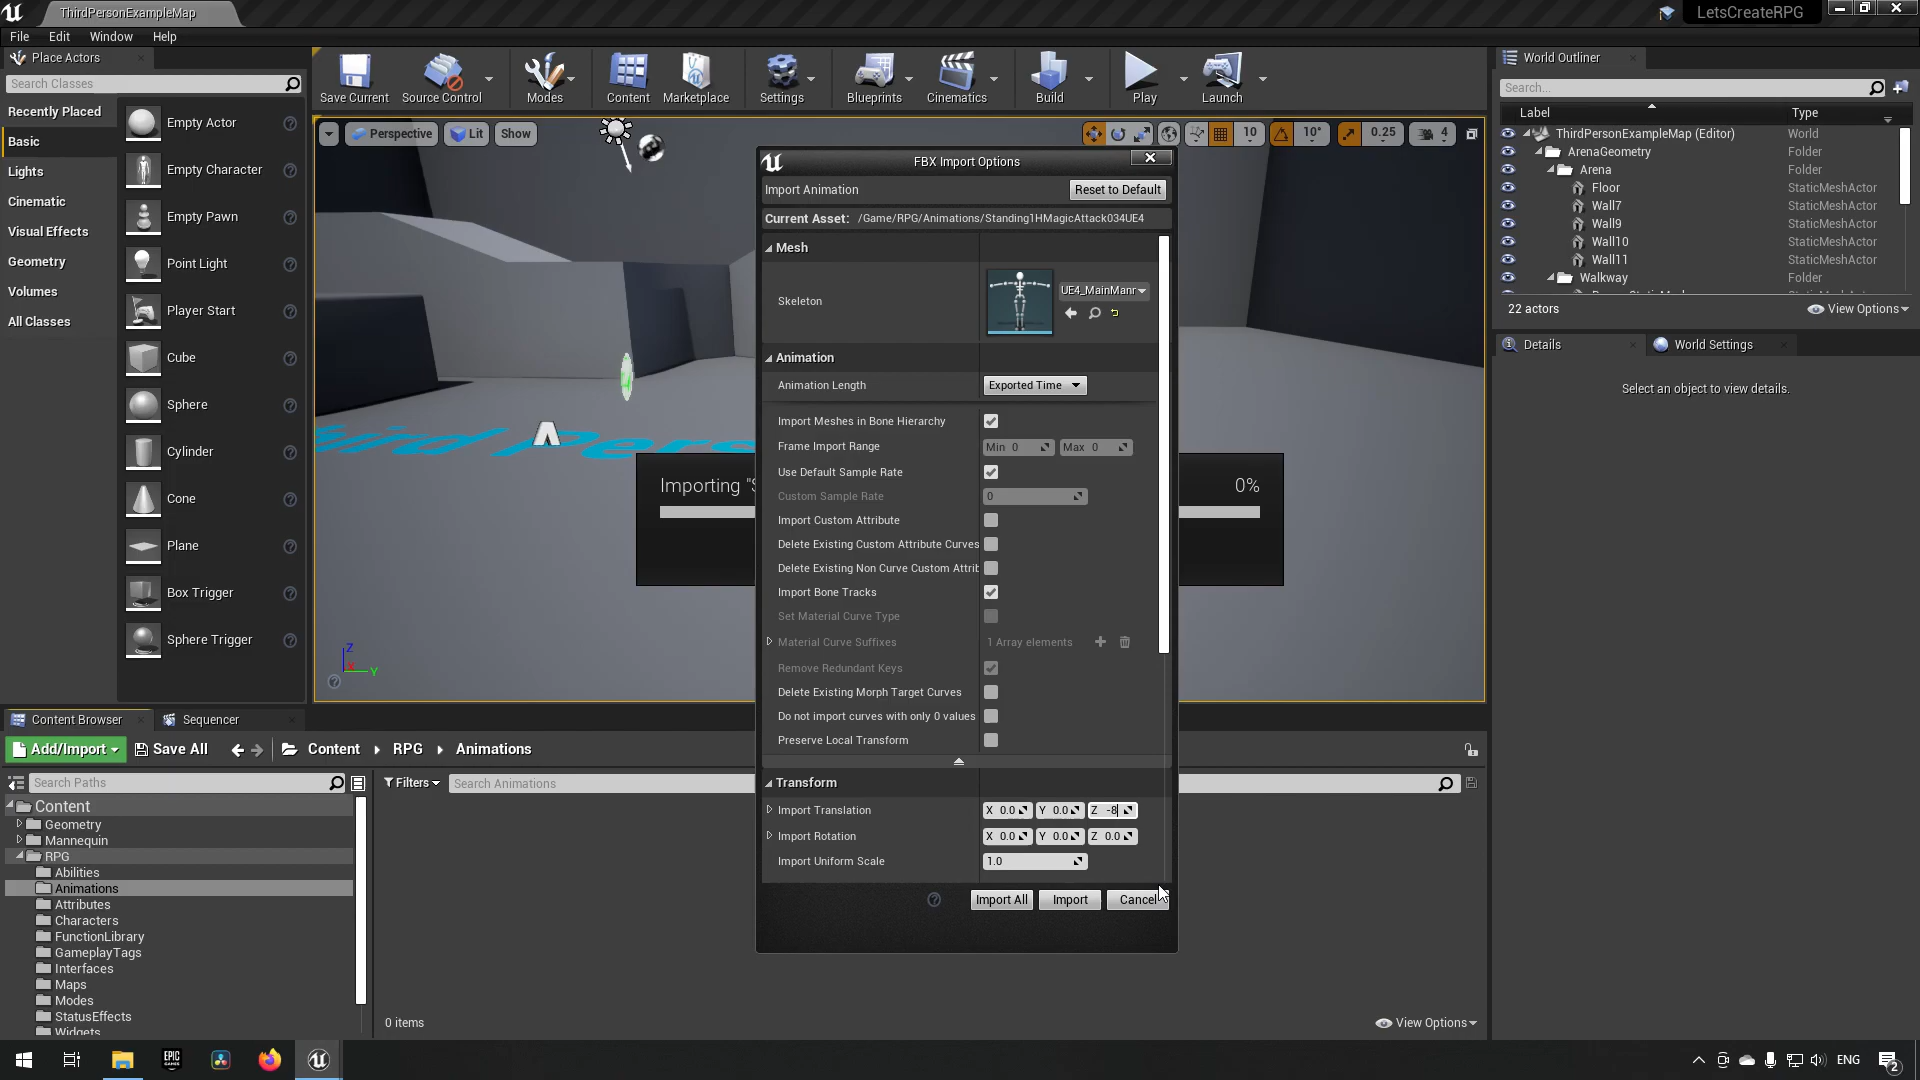 ThirdPersonExampleMap
LetsCreateRPG
File
Edit
Window
Help
Place Actors
Search Classes
Recently Placed
Basic
Lights
Cinematic
Visual Effects
Geometry
Volumes
All Classes
Empty Actor
Empty Character
Empty Pawn
Point Light
Player Start
Cube
Sphere
Cylinder
Cone
Plane
Box Trigger
Sphere Trigger
Save Current
Source Control
Modes
Content
Marketplace
Settings
Blueprints
Cinematics
Build
Play
Launch
Perspective
Lit
Show
10
10°
0.25
4
Importing "S
0%
Z
X
Y
FBX Import Options
Import Animation
Reset to Default
Current Asset: /Game/RPG/Animations/Standing1HMagicAttack034UE4
Mesh
Skeleton
UE4_MainManr
Animation
Animation Length
Exported Time
Import Meshes in Bone Hierarchy
Frame Import Range
Min 0
Max 0
Use Default Sample Rate
Custom Sample Rate
0
Import Custom Attribute
Delete Existing Custom Attribute Curves
Delete Existing Non Curve Custom Attrib
Import Bone Tracks
Set Material Curve Type
Material Curve Suffixes
1 Array elements
Remove Redundant Keys
Delete Existing Morph Target Curves
Do not import curves with only 0 values
Preserve Local Transform
Transform
Import Translation
X 0.0
Y 0.0
Z -8
Import Rotation
X 0.0
Y 0.0
Z 0.0
Import Uniform Scale
1.0
Import All
Import
Cancel
World Outliner
Search...
Label
Type
ThirdPersonExampleMap (Editor)
World
ArenaGeometry
Folder
Arena
Folder
Floor
StaticMeshActor
Wall7
StaticMeshActor
Wall9
StaticMeshActor
Wall10
StaticMeshActor
Wall11
StaticMeshActor
Walkway
Folder
22 actors
View Options
Details
World Settings
Select an object to view details.
Content Browser
Sequencer
Add/Import
Save All
Content
RPG
Animations
Search Paths
Filters
Search Animations
Content
Geometry
Mannequin
RPG
Abilities
Animations
Attributes
Characters
FunctionLibrary
GameplayTags
Interfaces
Maps
Modes
StatusEffects
Widgets
0 items
View Options
EPIC
GAMES
ENG
2